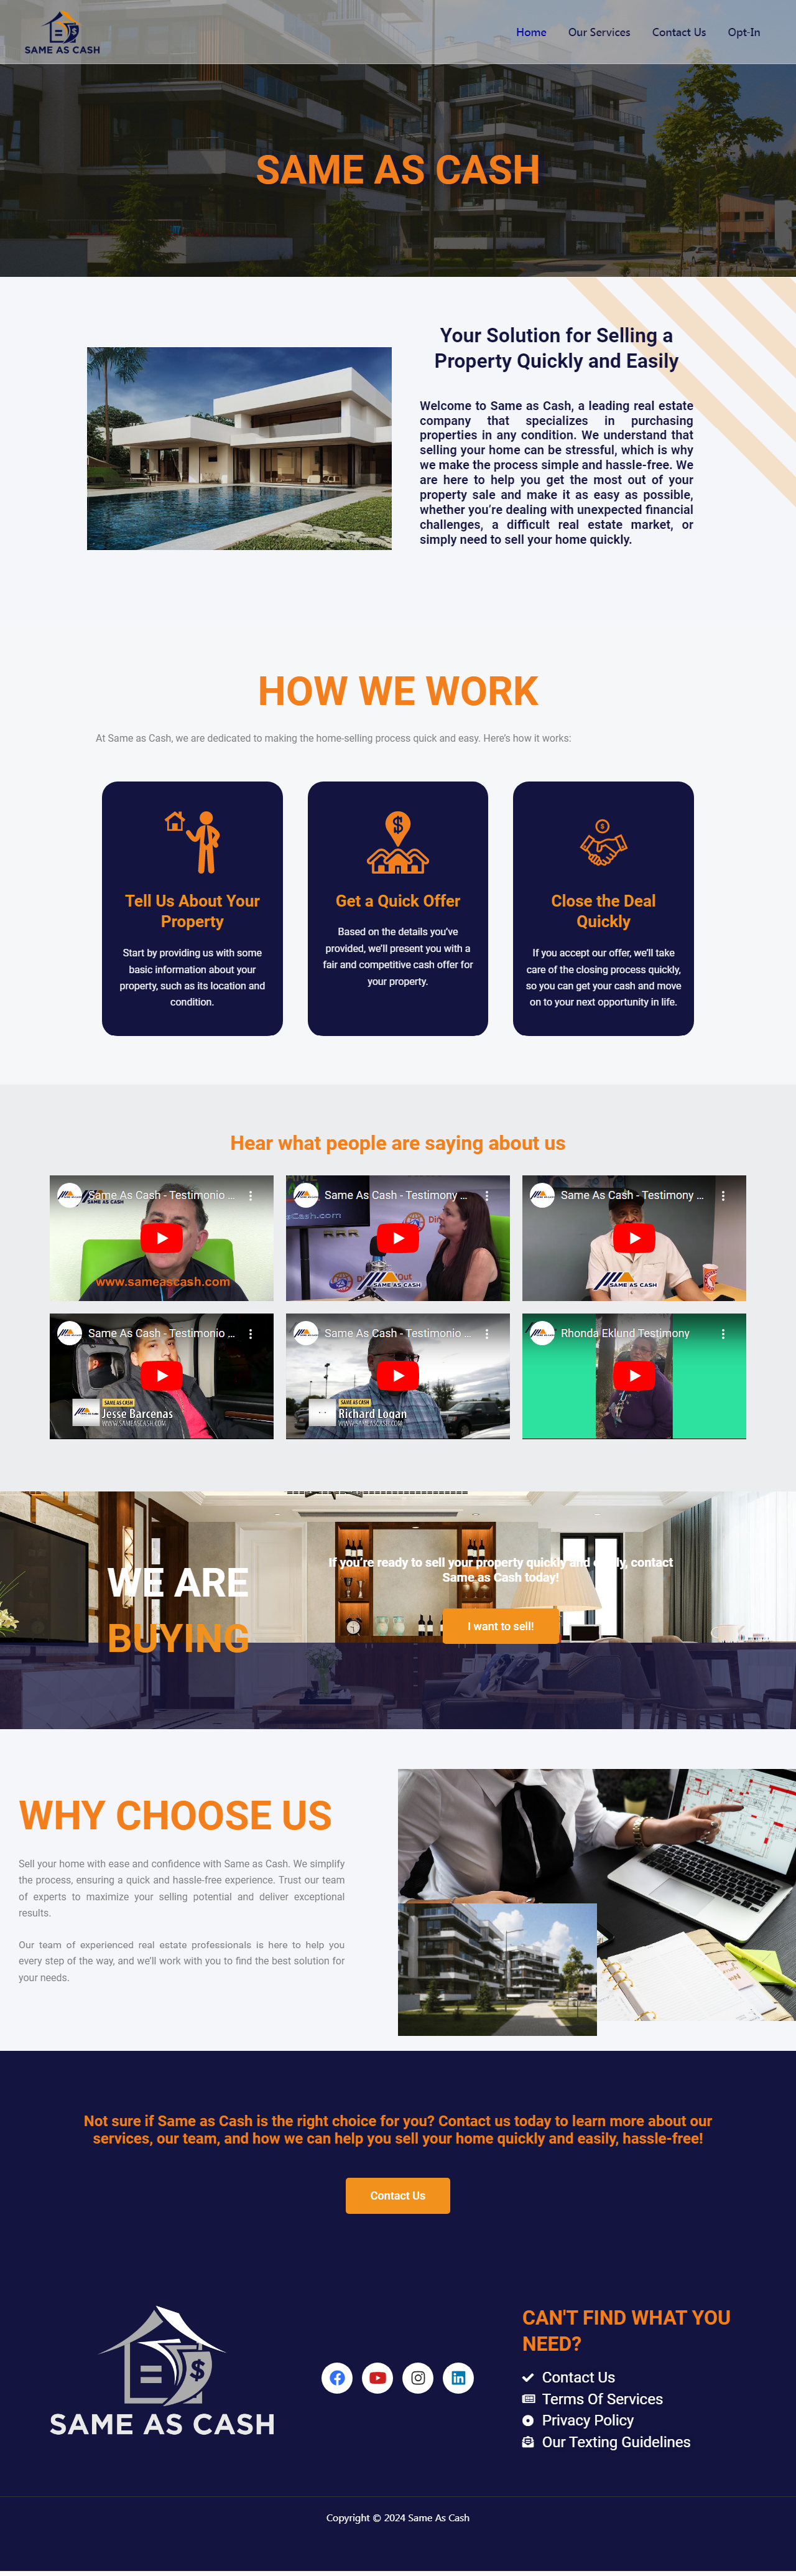 SAME AS CASH
Home
Our Services
Contact Us
Opt-In
SAME AS CASH
Your Solution for Selling a
Property Quickly and Easily
Welcome to Same as Cash, a leading real estate
company that specializes in purchasing
properties in any condition. We understand that
selling your home can be stressful, which is why
we make the process simple and hassle-free. We
are here to help you get the most out of your
property sale and make it as easy as possible,
whether you're dealing with unexpected financial
challenges, a difficult real estate market, or
simply need to sell your home quickly.
HOW WE WORK
At Same as Cash, we are dedicated to making the home-selling process quick and easy. Here's how it works:
Tell Us About Your
Property
Start by providing us with some
basic information about your
property, such as its location and
condition.
Get a Quick Offer
Based on the details you've
provided, we'll present you with a
fair and competitive cash offer for
your property.
Close the Deal
Quickly
If you accept our offer, we'll take
care of the closing process quickly,
so you can get your cash and move
on to your next opportunity in life.
Hear what people are saying about us
Same As Cash - Testimonio ...
www.sameascash.com
Same As Cash - Testimony ...
SAME AS CASH
Same As Cash - Testimony ...
SAME AS CASH
Same As Cash - Testimonio ...
SAME AS CASH
Jesse Barcenas
WWW.SAMEASCASH.COM
Same As Cash - Testimonio ...
SAME AS CASH
Richard Logan
WWW.SAMEASCASH.COM
Rhonda Eklund Testimony
WE ARE
BUYING
If you're ready to sell your property quickly and easily, contact
Same as Cash today!
I want to sell!
WHY CHOOSE US
Sell your home with ease and confidence with Same as Cash. We simplify
the process, ensuring a quick and hassle-free experience. Trust our team
of experts to maximize your selling potential and deliver exceptional
results.
Our team of experienced real estate professionals is here to help you
every step of the way, and we'll work with you to find the best solution for
your needs.
Not sure if Same as Cash is the right choice for you? Contact us today to learn more about our
services, our team, and how we can help you sell your home quickly and easily, hassle-free!
Contact Us
SAME AS CASH
CAN'T FIND WHAT YOU
NEED?
Contact Us
Terms Of Services
Privacy Policy
Our Texting Guidelines
Copyright © 2024 Same As Cash